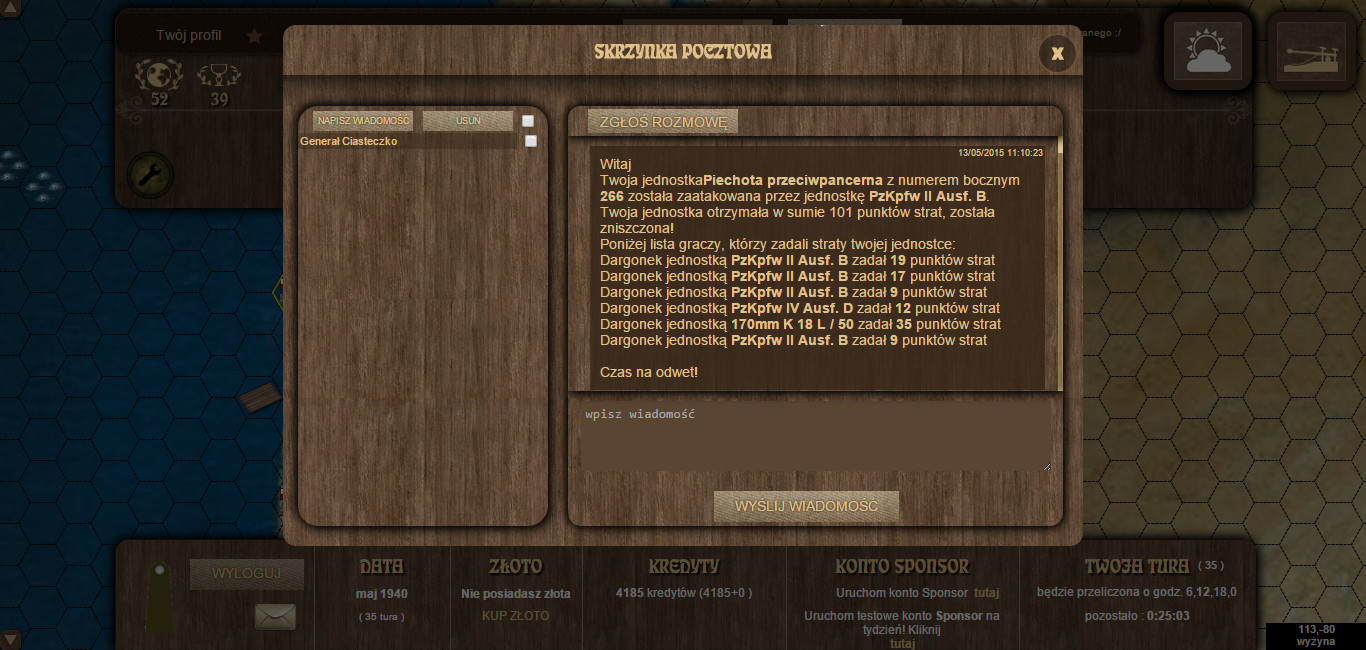 Twój profil
anego ;/
52
39
SKRZYNKA POCZTOWA
X
NAPISZ WIADOMOŚĆ
USUŃ
Generał Ciasteczko
ZGŁOŚ ROZMOWĘ
13/05/2015 11:10:23
Witaj
Twoja jednostkaPiechota przeciwpancerna z numerem bocznym
266 została zaatakowana przez jednostkę PzKpfw II Ausf. B.
Twoja jednostka otrzymała w sumie 101 punktów strat, została
zniszczona!
Poniżej lista graczy, którzy zadali straty twojej jednostce:
Dargonek jednostką PzKpfw II Ausf. B zadał 19 punktów strat
Dargonek jednostką PzKpfw II Ausf. B zadał 17 punktów strat
Dargonek jednostką PzKpfw II Ausf. B zadał 9 punktów strat
Dargonek jednostką PzKpfw IV Ausf. D zadał 12 punktów strat
Dargonek jednostką 170mm K 18 L / 50 zadał 35 punktów strat
Dargonek jednostką PzKpfw II Ausf. B zadał 9 punktów strat
Czas na odwet!
wpisz wiadomość
WYŚLIJ WIADOMOŚĆ
WYLOGUJ
DATA
maj 1940
( 35 tura )
ZŁOTO
Nie posiadasz złota
KUP ZŁOTO
KREDYTY
4185 kredytów (4185+0 )
KONTO SPONSOR
Uruchom konto Sponsor tutaj
Uruchom testowe konto Sponsor na
tydzień! Kliknij
tutaj
TWOJA TURA ( 35 )
będzie przeliczona o godz. 6,12,18,0
pozostało : 0:25:03
113,-80
wyżyna